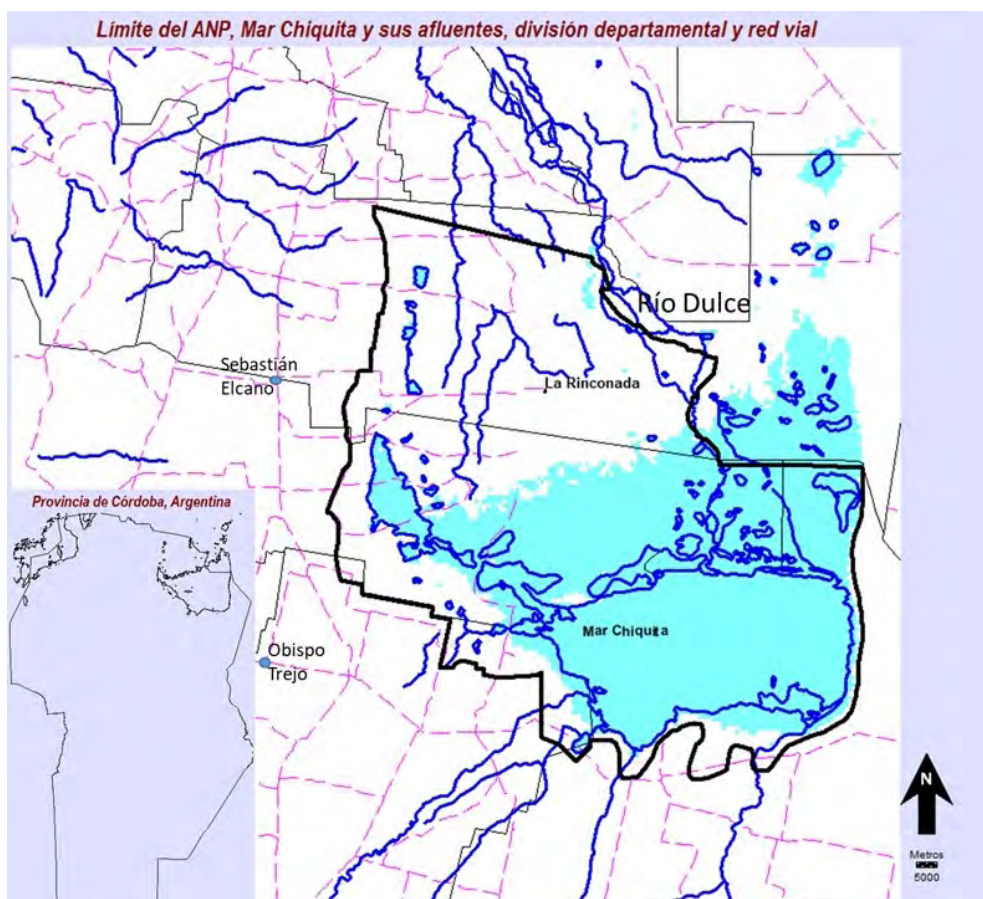 Límite del ANP, Mar Chiquita y sus afluentes, división departamental y red vial
Río Dulce
Sebastián
Elcano
La Rinconada
Provincia de Córdoba, Argentina
Mar Chiquita
Obispo
Trejo
N
Metros
5000